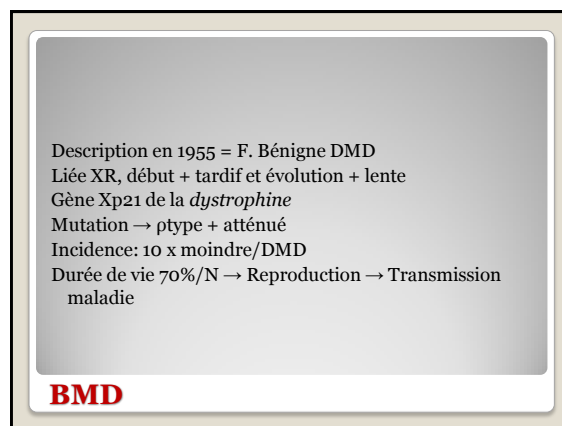 Description en 1955 = F. Bénigne DMD
Liée XR, début + tardif et évolution + lente
Gène Xp21 de la dystrophine
Mutation → ρtype + atténué
Incidence: 10 x moindre/DMD
Durée de vie 70%/N → Reproduction → Transmission
maladie
BMD